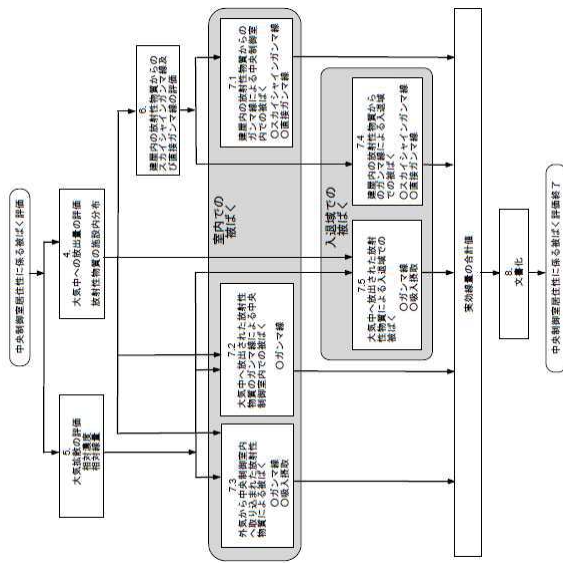 中央制御室居住性に係る被ばく評価
5.
大気拡散の評価
相対濃度
相対線量
4.
大気中への放出量の評価
放射性物質の施設内分布
6.
建屋内の放射性物質からの
スカイシャインガンマ線及
び直接ガンマ線の評価
室内での
被ばく
7.3
外気から中央制御室内
へ取り込まれた放射性
物質による被ばく
〇ガンマ線
〇吸入摂取
7.2
大気中へ放出された放射性
物質のガンマ線による中央
制御室内での被ばく
〇ガンマ線
7.1
建屋内の放射性物質からの
ガンマ線による中央制御室
内での被ばく
〇スカイシャインガンマ線
〇直接ガンマ線
入退域での
被ばく
7.5
大気中へ放出された放射
性物質による入退域での
被ばく
〇ガンマ線
〇吸入摂取
7.4
建屋内の放射性物質から
のガンマ線による入退域
での被ばく
〇スカイシャインガンマ線
〇直接ガンマ線
実効線量の合計値
8.
文書化
中央制御室居住性に係る被ばく評価終了